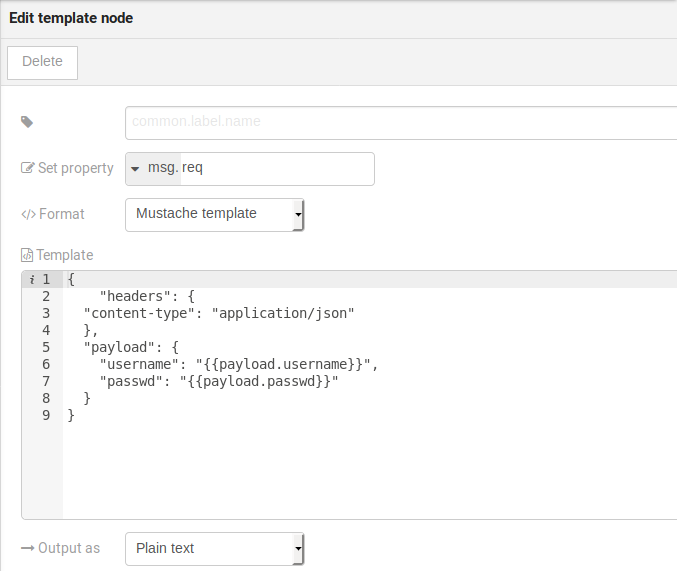 Edit template node
Delete
common.label.name
Set property
msg. req
</> Format
Mustache template
Template
i 1 {
2     "headers": {
3   "content-type": "application/json"
4   },
5   "payload": {
6     "username": "{{payload.username}}",
7     "passwd": "{{payload.passwd}}"
8   }
9 }
Output as
Plain text